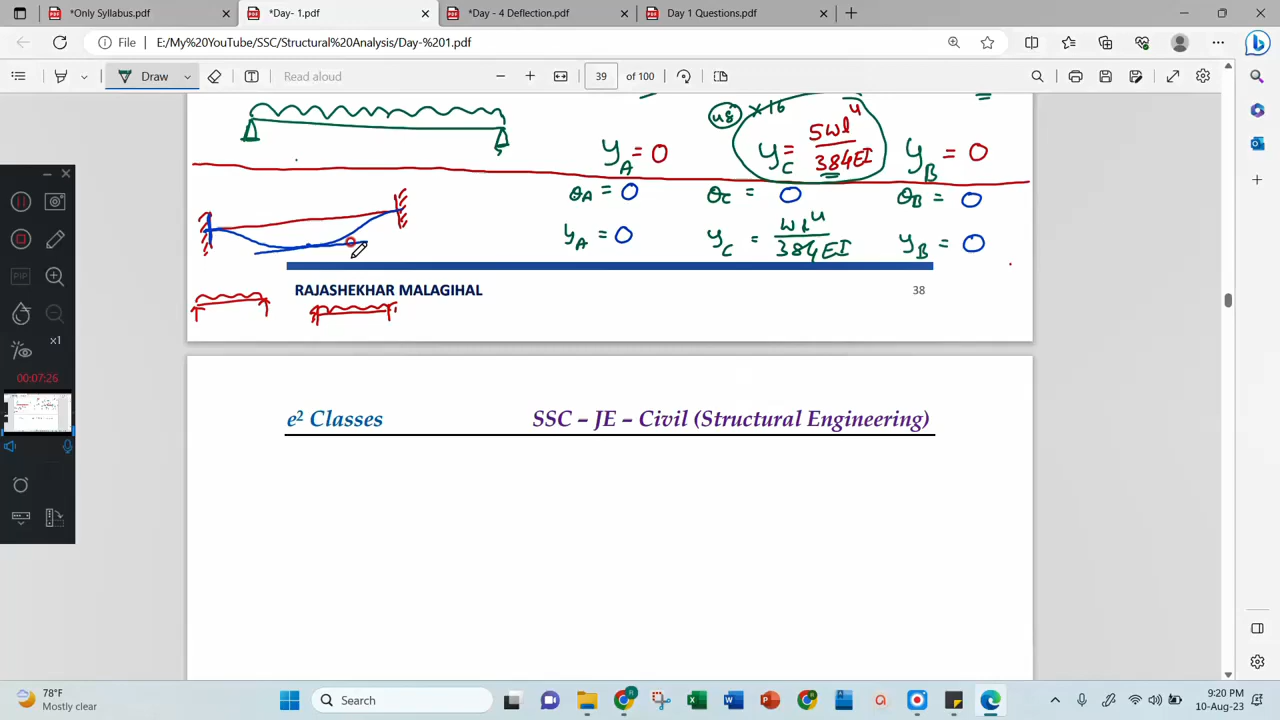 *Only Syllabus.pdf
*Day- 1.pdf
*Day - 4 Deflection.pdf
Day 1 Questions.pdf
File E:/My%20YouTube/SSC/Structural%20Analysis/Day-%201.pdf
Draw Read aloud 39 of 100
48 × 16
y_A = 0 y_C = 5wl⁴/384EI y_B = 0
θ_A = 0 θ_C = 0 θ_B = 0
y_A = 0 y_C = wl⁴/384EI y_B = 0
RAJASHEKHAR MALAGIHAL 38
e² Classes SSC – JE – Civil (Structural Engineering)
PIP
x1
00:07:26
78°F
Mostly clear
Search
9:20 PM
10-Aug-23